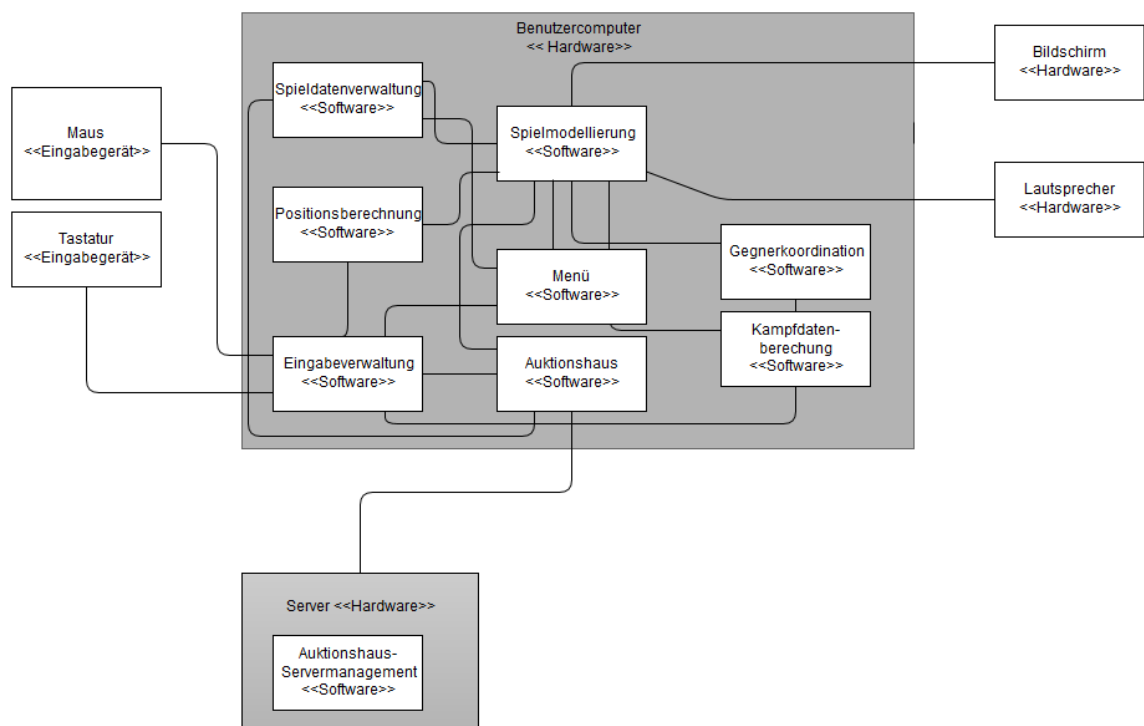 Benutzercomputer
<< Hardware>>
Bildschirm
<<Hardware>>
Spieldatenverwaltung
<<Software>>
Maus
<<Eingabegerät>>
Spielmodellierung
<<Software>>
Lautsprecher
<<Hardware>>
Positionsberechnung
<<Software>>
Tastatur
<<Eingabegerät>>
Gegnerkoordination
<<Software>>
Menü
<<Software>>
Kampfdaten-
berechung
<<Software>>
Eingabeverwaltung
<<Software>>
Auktionshaus
<<Software>>
Server <<Hardware>>
Auktionshaus-
Servermanagement
<<Software>>